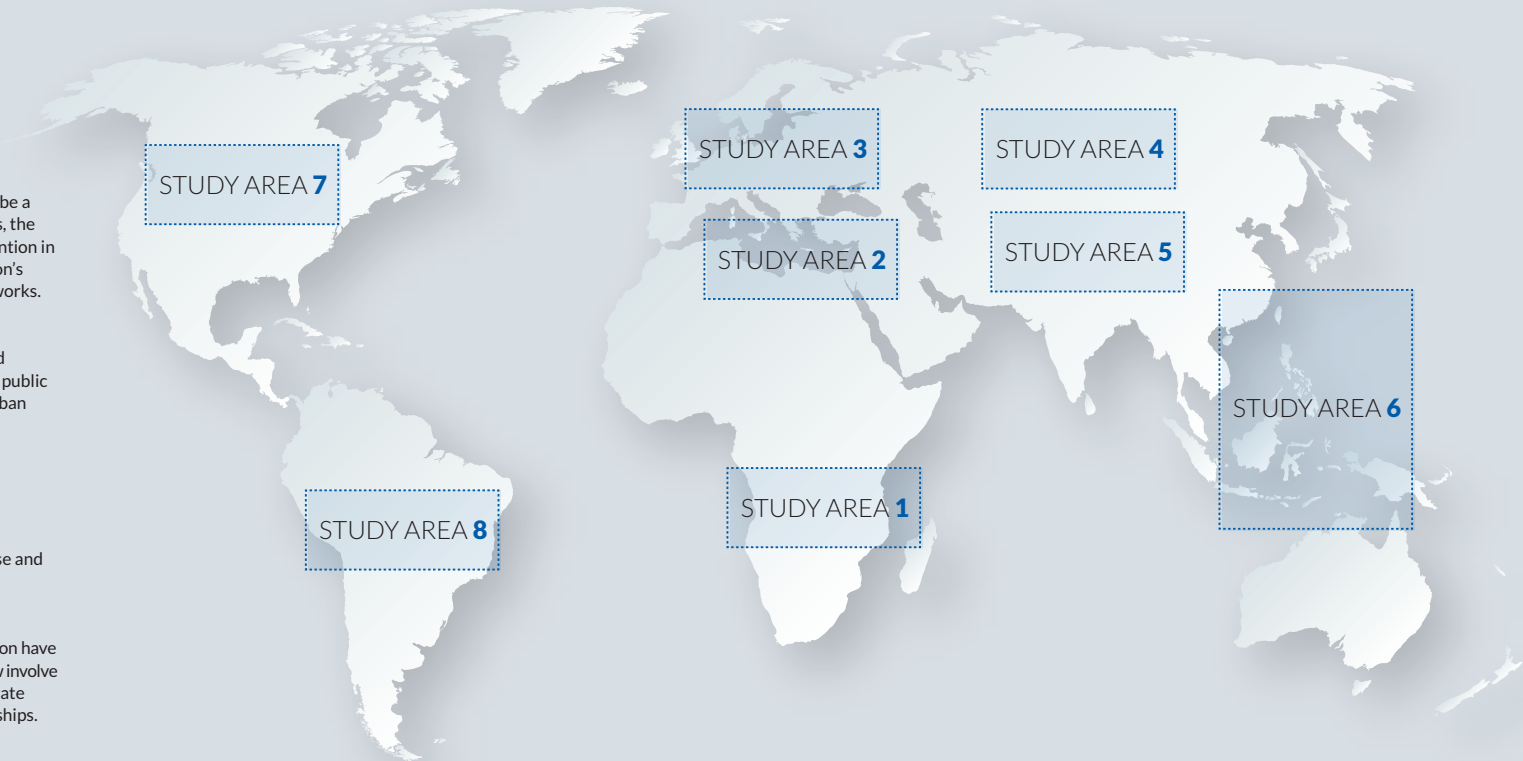 be a
s, the
ntion in
on's
works.
d
public
ban
se and
on have
involve
ate
ships.
STUDY AREA 3
STUDY AREA 4
STUDY AREA 7
STUDY AREA 5
STUDY AREA 2
STUDY AREA 6
STUDY AREA 1
STUDY AREA 8